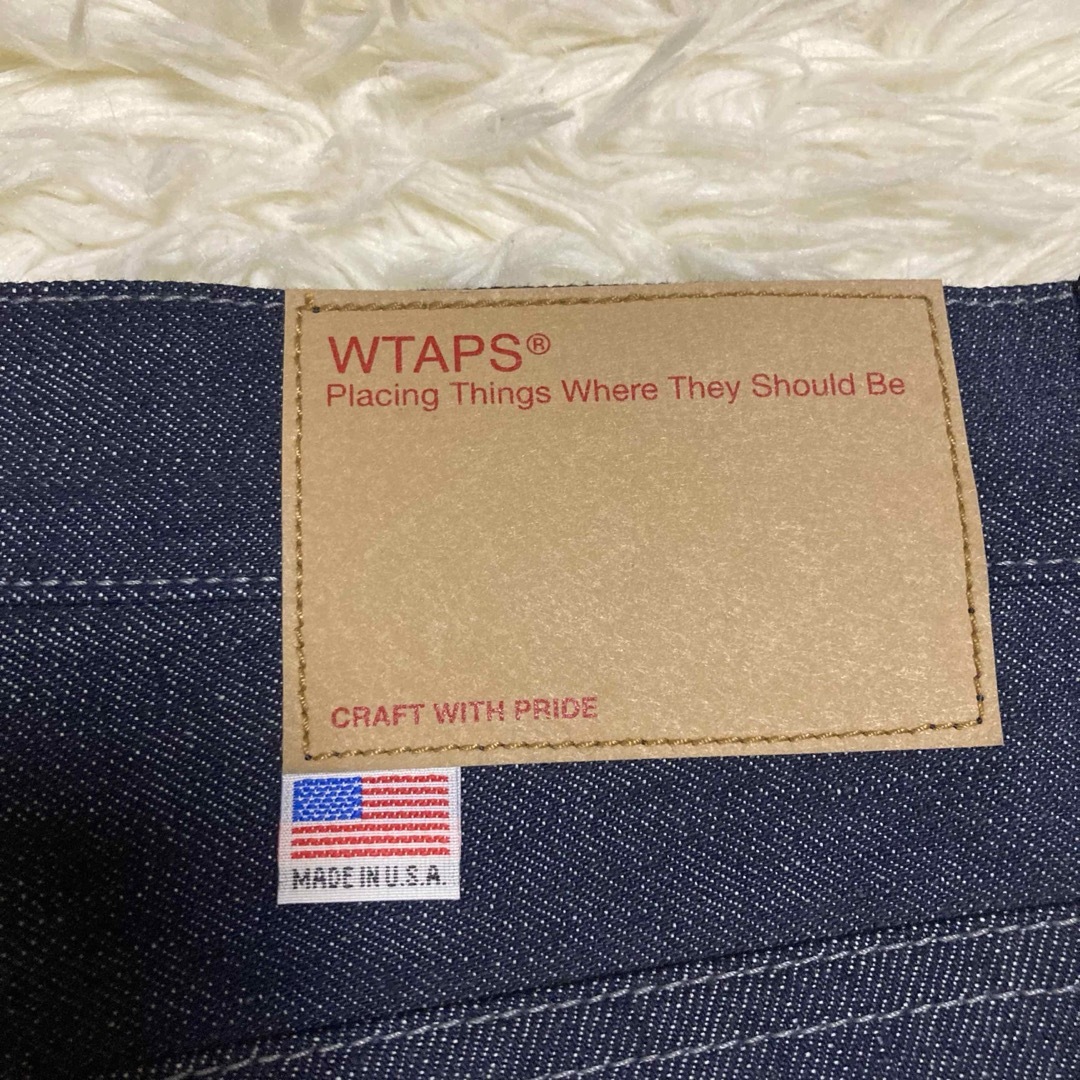 WTAPS®
Placing Things Where They Should Be
CRAFT WITH PRIDE
MADE IN U.S.A.